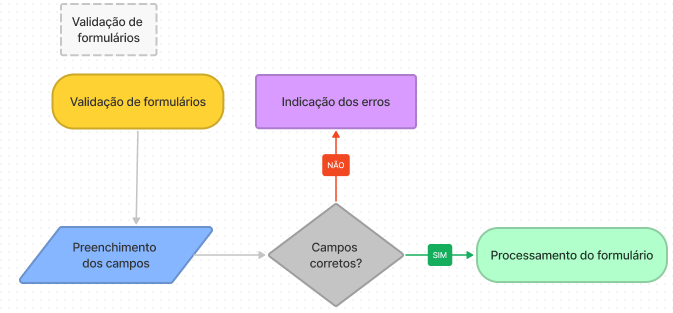 Validação de
formulários
Validação de formulários
Indicação dos erros
NÃO
Preenchimento
dos campos
Campos
corretos?
SIM
Processamento do formulário